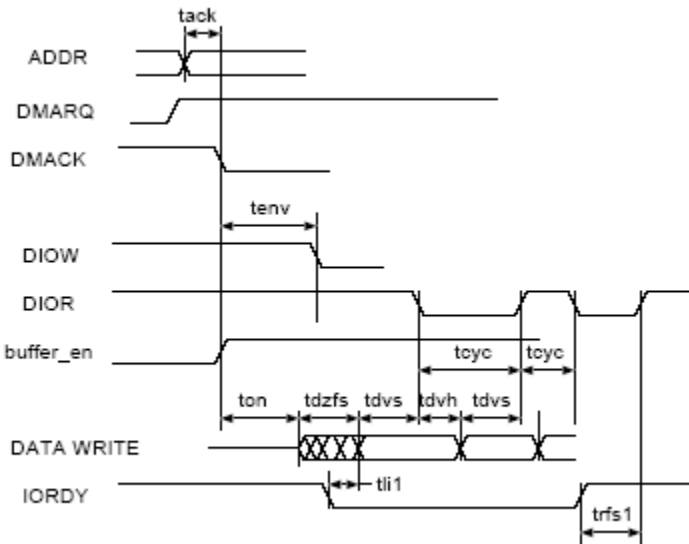 tack
ADDR
DMARQ
DMACK
tenv
DIOW
DIOR
buffer_en
tcyc tcyc
ton tdzfs tdvs tdvh tdvs
DATA WRITE
tli1
IORDY
trfs1